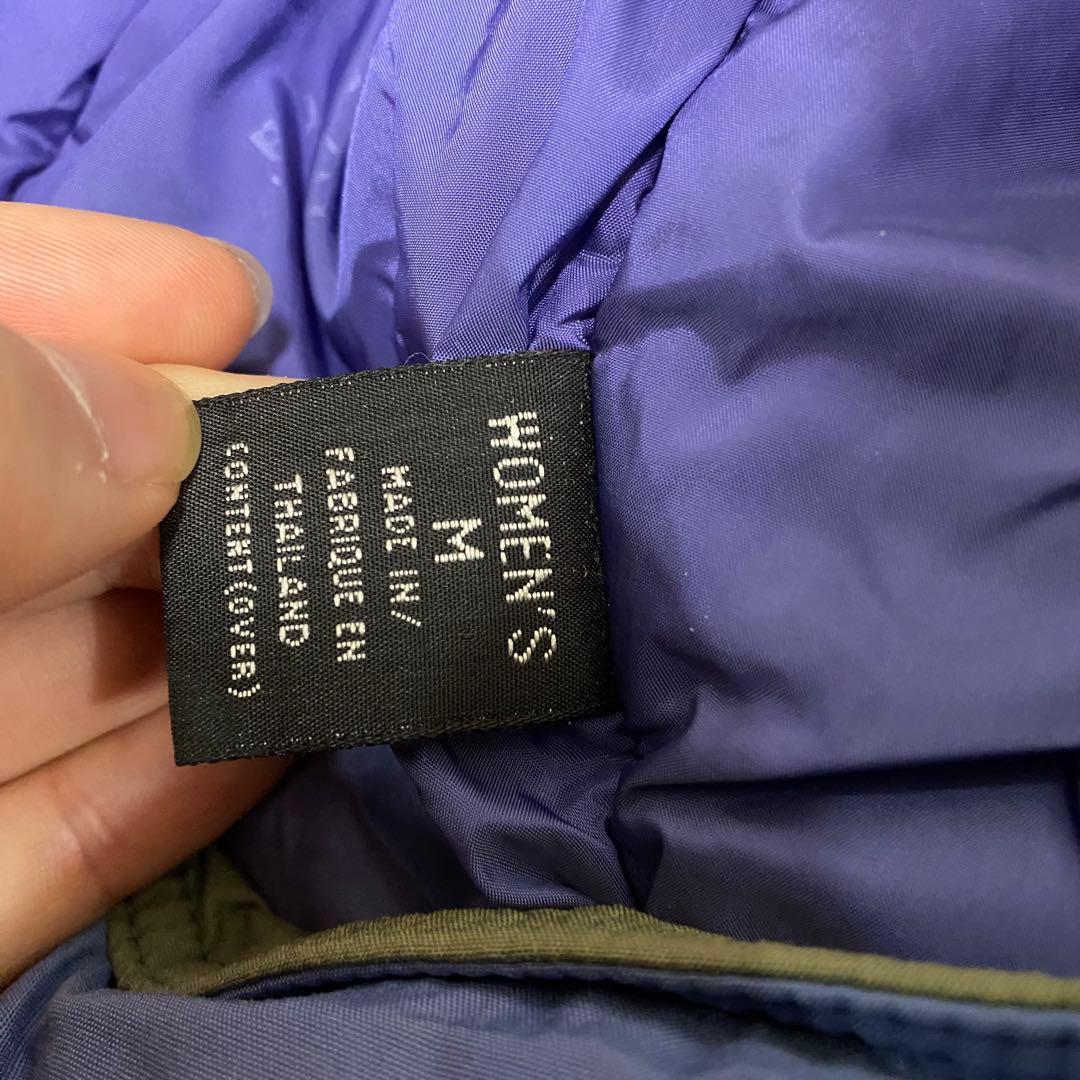 WOMEN'S
M
MADE IN/
FABRIQUE EN
THAILAND
CONTENT(OVER)